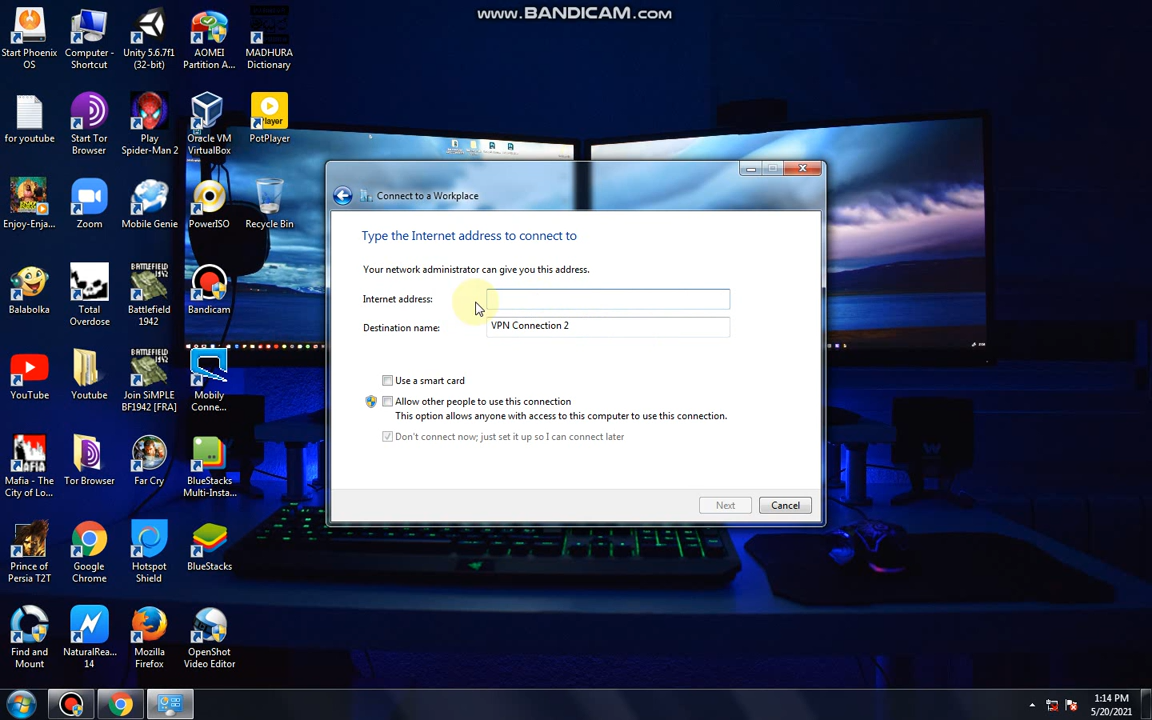 www.BANDICAM.com
Start Phoenix
OS
Computer -
Shortcut
Unity 5.6.7f1
(32-bit)
AOMEI
Partition A...
MADHURA
Dictionary
for youtube
Start Tor
Browser
Play
Spider-Man 2
Oracle VM
VirtualBox
Player
PotPlayer
Enjoy-Enja...
Zoom
Mobile Genie
PowerISO
Recycle Bin
Balabolka
Total
Overdose
BATTLEFIELD
1942
Battlefield
1942
Bandicam
YouTube
Youtube
BATTLEFIELD
1942
Join SiMPLE
BF1942 [FRA]
Mobily
Conne...
MAFIA
Mafia - The
City of Lo...
Tor Browser
Far Cry
BlueStacks
Multi-Insta...
Prince of
Persia T2T
Google
Chrome
Hotspot
Shield
BlueStacks
Find and
Mount
NaturalRea...
14
Mozilla
Firefox
OpenShot
Video Editor
Connect to a Workplace
Type the Internet address to connect to
Your network administrator can give you this address.
Internet address:
Destination name:
VPN Connection 2
Use a smart card
Allow other people to use this connection
This option allows anyone with access to this computer to use this connection.
Don't connect now; just set it up so I can connect later
Next
Cancel
1:14 PM
5/20/2021